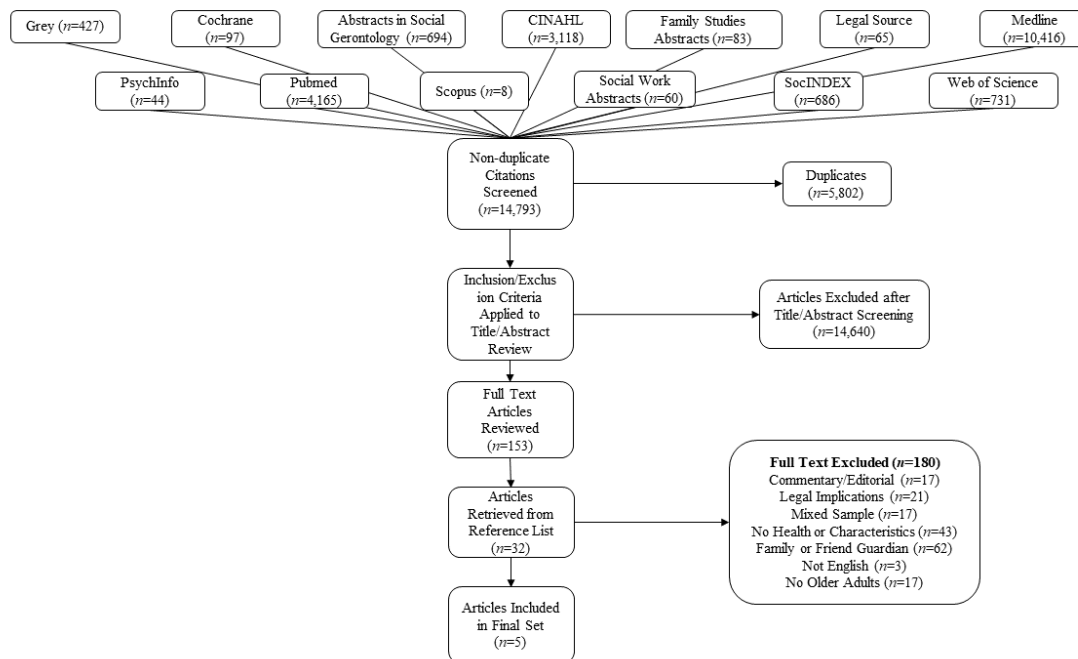 Grey (n=427)
Cochrane
(n=97)
Abstracts in Social
Gerontology (n=694)
CINAHL
(n=3,118)
Family Studies
Abstracts (n=83)
Legal Source
(n=65)
Medline
(n=10,416)
PsychInfo
(n=44)
Pubmed
(n=4,165)
Scopus (n=8)
Social Work
Abstracts (n=60)
SocINDEX
(n=686)
Web of Science
(n=731)
Non-duplicate
Citations
Screened
(n=14,793)
Duplicates
(n=5,802)
Inclusion/Exclus
ion Criteria
Applied to
Title/Abstract
Review
Articles Excluded after
Title/Abstract Screening
(n=14,640)
Full Text
Articles
Reviewed
(n=153)
Articles
Retrieved from
Reference List
(n=32)
Full Text Excluded (n=180)
Commentary/Editorial (n=17)
Legal Implications (n=21)
Mixed Sample (n=17)
No Health or Characteristics (n=43)
Family or Friend Guardian (n=62)
Not English (n=3)
No Older Adults (n=17)
Articles Included
in Final Set
(n=5)